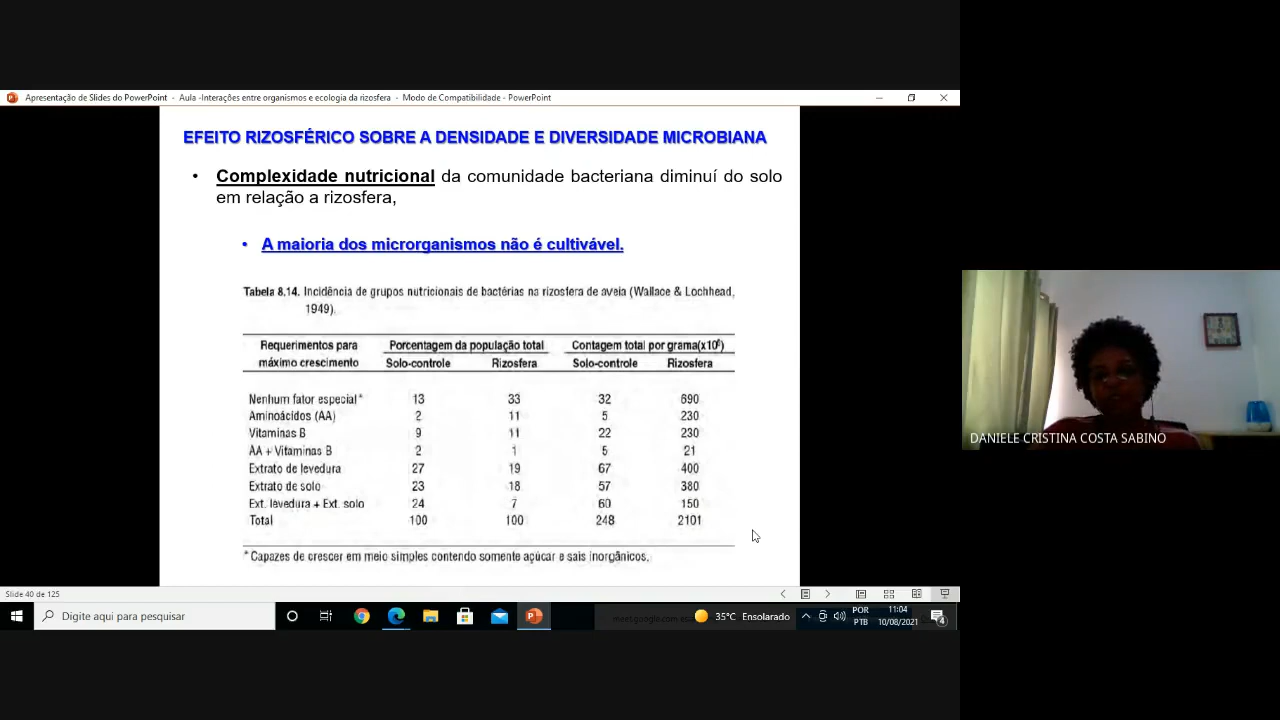 Apresentação de Slides do PowerPoint - Aula -Interações entre organismos e ecologia da rizosfera - Modo de Compatibilidade - PowerPoint
EFEITO RIZOSFÉRICO SOBRE A DENSIDADE E DIVERSIDADE MICROBIANA
• Complexidade nutricional da comunidade bacteriana diminuí do solo
em relação a rizosfera,
• A maioria dos microrganismos não é cultivável.
Tabela 8.14. Incidência de grupos nutricionais de bactérias na rizosfera de aveia (Wallace & Lochhead,
1949).
Requerimentos para Porcentagem da população total Contagem total por grama(x10⁶)
máximo crescimento Solo-controle Rizosfera Solo-controle Rizosfera
Nenhum fator especial* 13 33 32 690
Aminoácidos (AA) 2 11 5 230
Vitaminas B 9 11 22 230
AA + Vitaminas B 2 1 5 21
Extrato de levedura 27 19 67 400
Extrato de solo 23 18 57 380
Ext. levedura + Ext. solo 24 7 60 150
Total 100 100 248 2101
* Capazes de crescer em meio simples contendo somente açúcar e sais inorgânicos.
DANIELE CRISTINA COSTA SABINO
Slide 40 de 125
Digite aqui para pesquisar
35°C Ensolarado
POR
PTB
11:04
10/08/2021
4